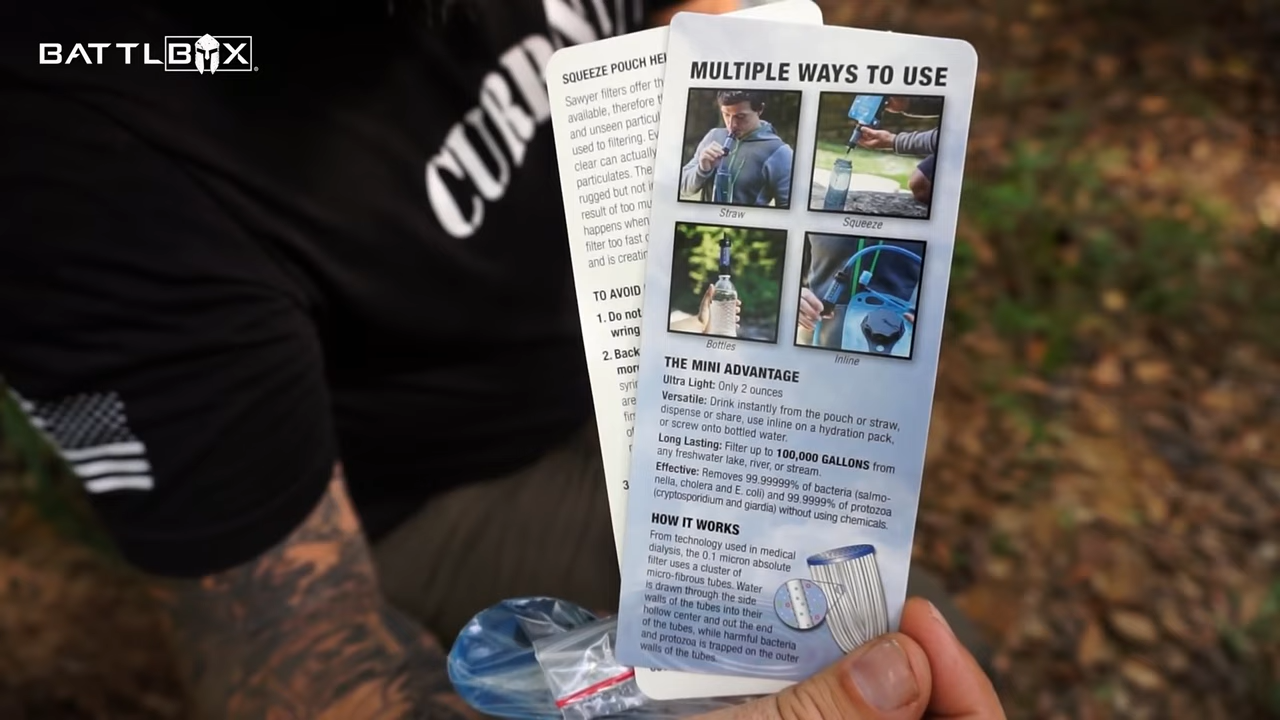 BATTLBOX
CURD
SQUEEZE POUCH HE
Sawyer filters offer th
available, therefore t
and unseen particul
used to filtering. Ev
clear can actually
particulates. The
rugged but not i
result of too mu
happens when
filter too fast
and is creatin
TO AVOID
1. Do not
wring
2. Back
more
syrin
are
fin
of
3
MULTIPLE WAYS TO USE
Straw
Squeeze
Bottles
Inline
THE MINI ADVANTAGE
Ultra Light: Only 2 ounces
Versatile: Drink instantly from the pouch or straw,
dispense or share, use inline on a hydration pack,
or screw onto bottled water.
Long Lasting: Filter up to 100,000 GALLONS from
any freshwater lake, river, or stream.
Effective: Removes 99.99999% of bacteria (salmo-
nella, cholera and E. coli) and 99.9999% of protozoa
(cryptosporidium and giardia) without using chemicals.
HOW IT WORKS
From technology used in medical
dialysis, the 0.1 micron absolute
filter uses a cluster of
micro-fibrous tubes. Water
is drawn through the side
walls of the tubes into their
hollow center and out the end
of the tubes, while harmful bacteria
and protozoa is trapped on the outer
walls of the tubes.